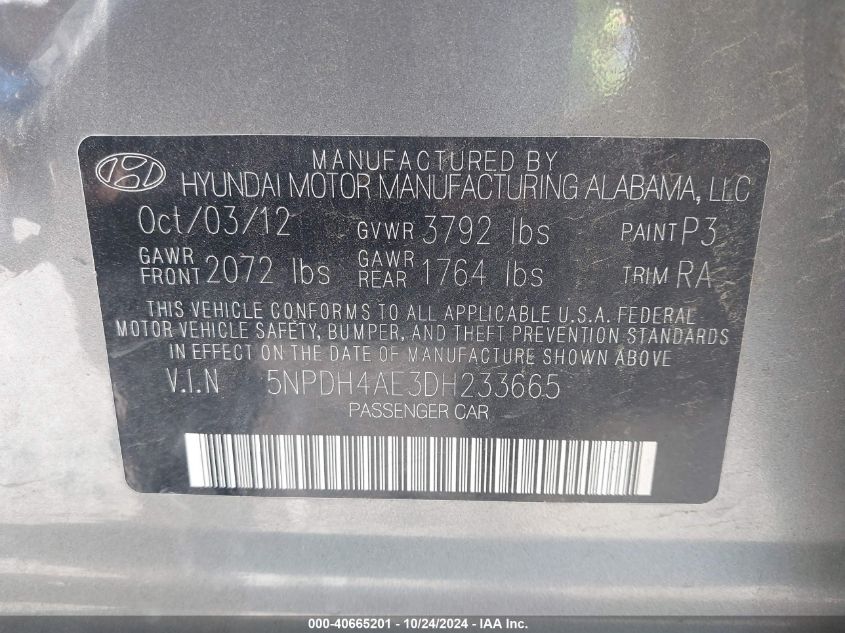 MANUFACTURED BY
HYUNDAI MOTOR MANUFACTURING ALABAMA, LLC
Oct/03/12 GVWR 3792 lbs PAINT P3
GAWR FRONT 2072 lbs GAWR REAR 1764 lbs TRIM RA
THIS VEHICLE CONFORMS TO ALL APPLICABLE U.S.A. FEDERAL
MOTOR VEHICLE SAFETY, BUMPER, AND THEFT PREVENTION STANDARDS
IN EFFECT ON THE DATE OF MANUFACTURE SHOWN ABOVE
V.I.N 5NPDH4AE3DH233665
PASSENGER CAR
000-40665201 - 10/24/2024 - IAA Inc.